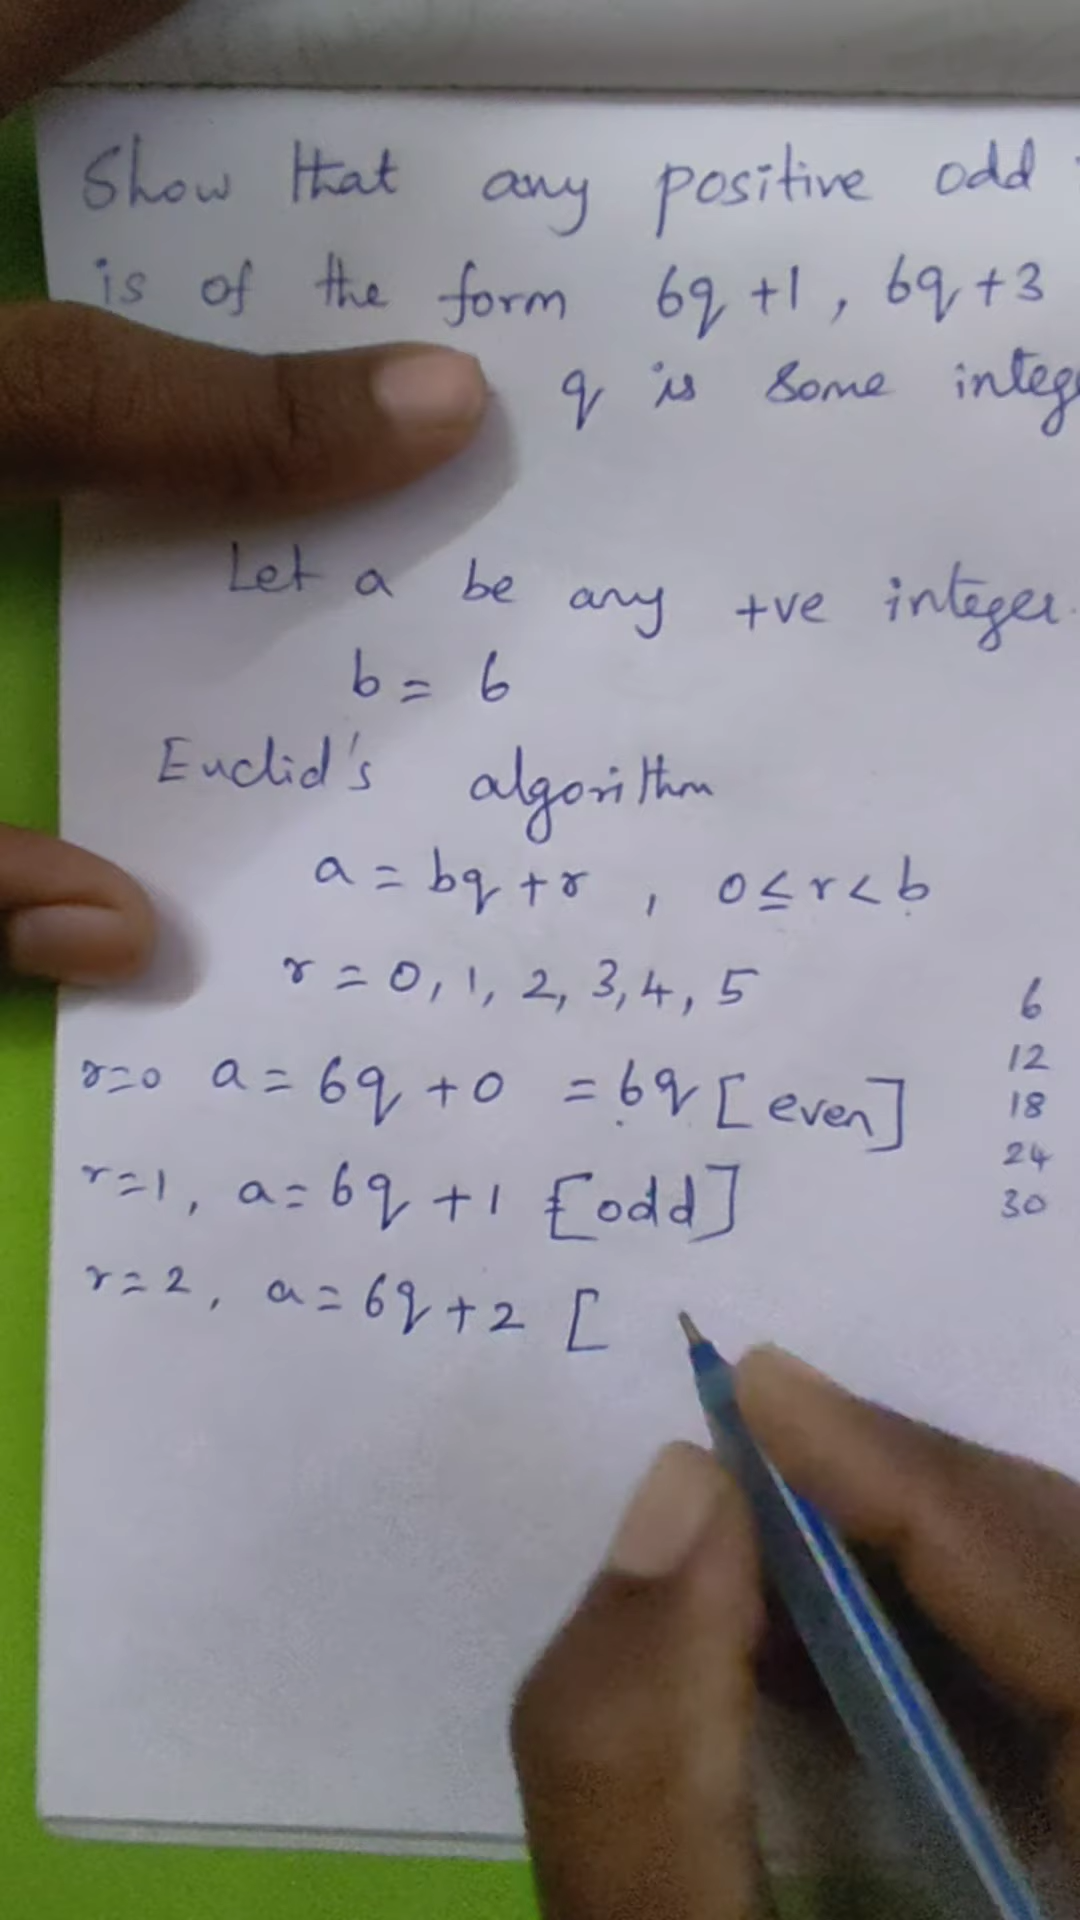 Show that any positive odd
is of the form 6q+1, 6q+3
q is some integ
Let a be any +ve integer.
b = 6
Euclid's algorithm
a = bq + r , 0 ≤ r < b
r = 0, 1, 2, 3, 4, 5
r=0 a = 6q + 0 = 6q [even]
r=1, a = 6q + 1 [odd]
r=2, a = 6q + 2 [
6
12
18
24
30